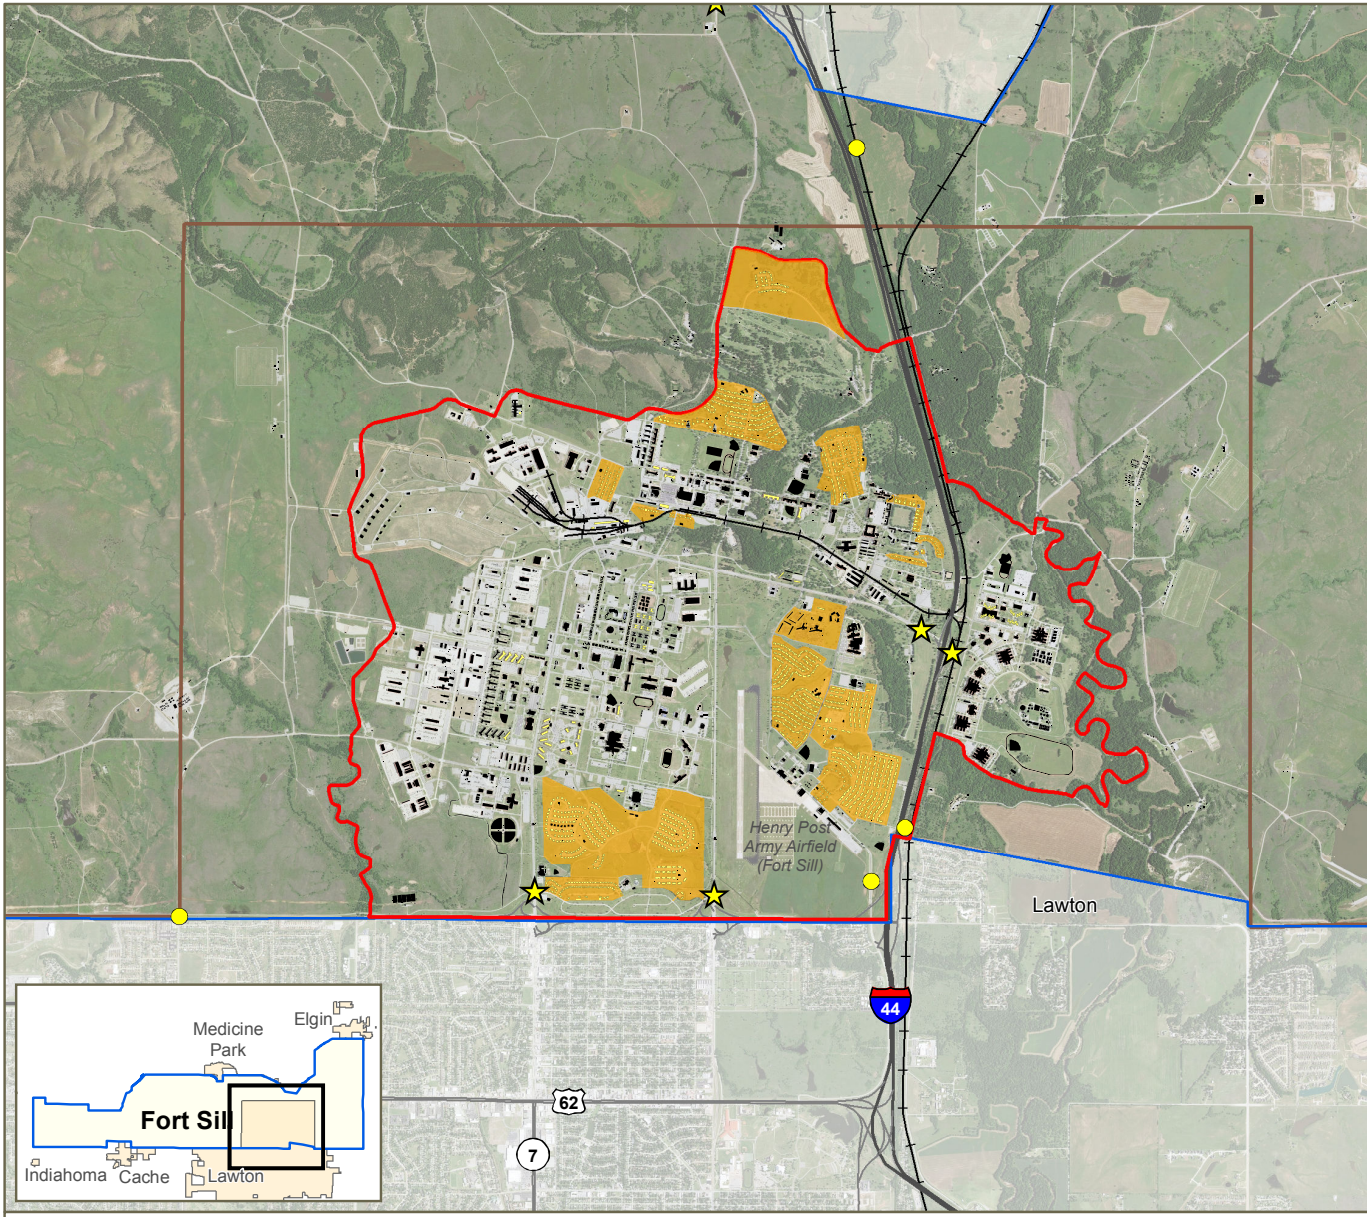 Henry Post
Army Airfield
(Fort Sill)
Lawton
44
62
7
Elgin
Medicine
Park
Fort Sill
Indiahoma
Cache
Lawton